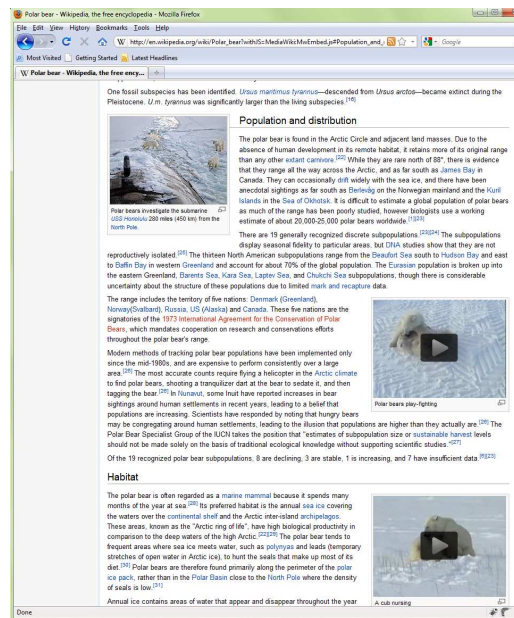 Polar bear - Wikipedia, the free encyclopedia - Mozilla Firefox
File Edit View History Bookmarks Tools Help
W http://en.wikipedia.org/wiki/Polar_bear?withJS=MediaWiki:MwEmbed.js#Population_and_
Google
Most Visited Getting Started Latest Headlines
W Polar bear - Wikipedia, the free ency...
One fossil subspecies has been identified. Ursus maritimus tyrannus—descended from Ursus arctos—became extinct during the
Pleistocene. U.m. tyrannus was significantly larger than the living subspecies.[16]
Polar bears investigate the submarine
USS Honolulu 280 miles (450 km) from the
North Pole.
Population and distribution
The polar bear is found in the Arctic Circle and adjacent land masses. Due to the
absence of human development in its remote habitat, it retains more of its original range
than any other extant carnivore.[22] While they are rare north of 88°, there is evidence
that they range all the way across the Arctic, and as far south as James Bay in
Canada. They can occasionally drift widely with the sea ice, and there have been
anecdotal sightings as far south as Berlevåg on the Norwegian mainland and the Kuril
Islands in the Sea of Okhotsk. It is difficult to estimate a global population of polar bears
as much of the range has been poorly studied, however biologists use a working
estimate of about 20,000-25,000 polar bears worldwide.[1][23]
There are 19 generally recognized discrete subpopulations.[23][24] The subpopulations
display seasonal fidelity to particular areas, but DNA studies show that they are not
reproductively isolated.[25] The thirteen North American subpopulations range from the Beaufort Sea south to Hudson Bay and east
to Baffin Bay in western Greenland and account for about 70% of the global population. The Eurasian population is broken up into
the eastern Greenland, Barents Sea, Kara Sea, Laptev Sea, and Chukchi Sea subpopulations, though there is considerable
uncertainty about the structure of these populations due to limited mark and recapture data.
The range includes the territory of five nations: Denmark (Greenland),
Norway(Svalbard), Russia, US (Alaska) and Canada. These five nations are the
signatories of the 1973 International Agreement for the Conservation of Polar
Bears, which mandates cooperation on research and conservations efforts
throughout the polar bear's range.
Modern methods of tracking polar bear populations have been implemented only
since the mid-1980s, and are expensive to perform consistently over a large
area.[26] The most accurate counts require flying a helicopter in the Arctic climate
to find polar bears, shooting a tranquilizer dart at the bear to sedate it, and then
tagging the bear.[26] In Nunavut, some Inuit have reported increases in bear
sightings around human settlements in recent years, leading to a belief that
populations are increasing. Scientists have responded by noting that hungry bears
may be congregating around human settlements, leading to the illusion that populations are higher than they actually are.[26] The
Polar Bear Specialist Group of the IUCN takes the position that "estimates of subpopulation size or sustainable harvest levels
should not be made solely on the basis of traditional ecological knowledge without supporting scientific studies."[27]
Polar bears play-fighting
Of the 19 recognized polar bear subpopulations, 8 are declining, 3 are stable, 1 is increasing, and 7 have insufficient data.[6][23]
Habitat
The polar bear is often regarded as a marine mammal because it spends many
months of the year at sea.[28] Its preferred habitat is the annual sea ice covering
the waters over the continental shelf and the Arctic inter-island archipelagos.
These areas, known as the "Arctic ring of life", have high biological productivity in
comparison to the deep waters of the high Arctic.[22][29] The polar bear tends to
frequent areas where sea ice meets water, such as polynyas and leads (temporary
stretches of open water in Arctic ice), to hunt the seals that make up most of its
diet.[30] Polar bears are therefore found primarily along the perimeter of the polar
ice pack, rather than in the Polar Basin close to the North Pole where the density
of seals is low.[31]
Annual ice contains areas of water that appear and disappear throughout the year
A cub nursing
Done